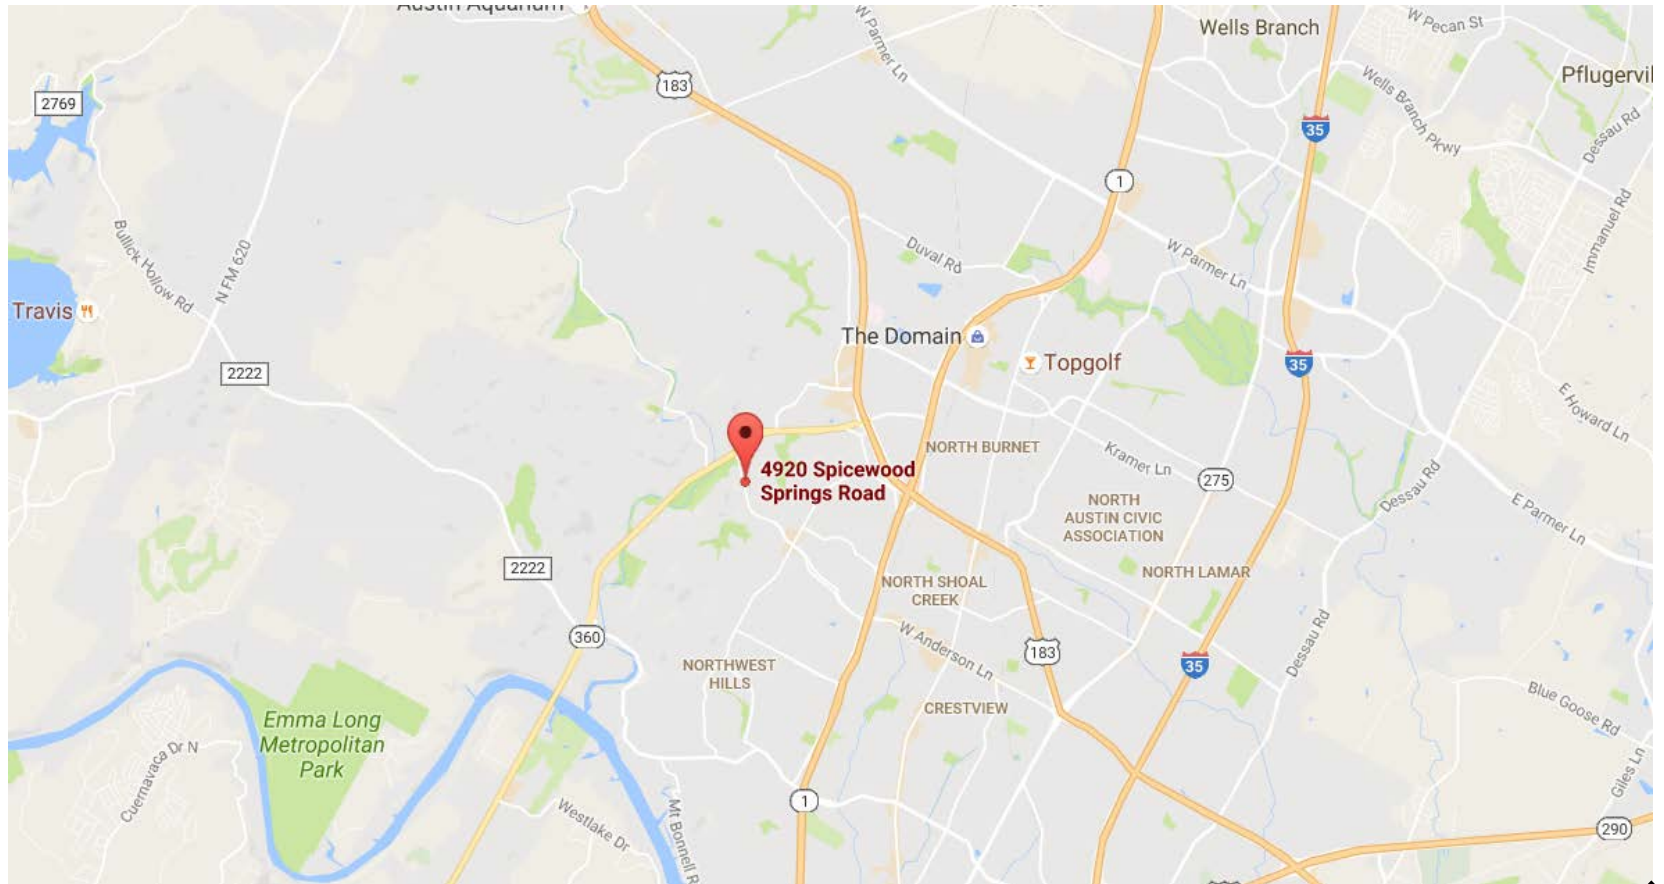 Austin Aquarium
Wells Branch
W Pecan St
W Parmer Ln
183
2769
35
Wells Branch Pkwy
Dessau Rd
1
Bullick Hollow Rd
N FM 620
Duval Rd
W Parmer Ln
Immanuel Rd
Travis
The Domain
Topgolf
35
2222
E Howard Ln
NORTH BURNET
Kramer Ln
275
4920 Spicewood
Springs Road
Dessau Rd
E Parmer Ln
NORTH
AUSTIN CIVIC
ASSOCIATION
2222
NORTH LAMAR
NORTH SHOAL
CREEK
360
W Anderson Ln
183
35
Dessau Rd
NORTHWEST
HILLS
CRESTVIEW
Blue Goose Rd
Emma Long
Metropolitan
Park
Cuernavaca Dr N
Giles Ln
1
Westlake Dr
Mt Bonnell R
290